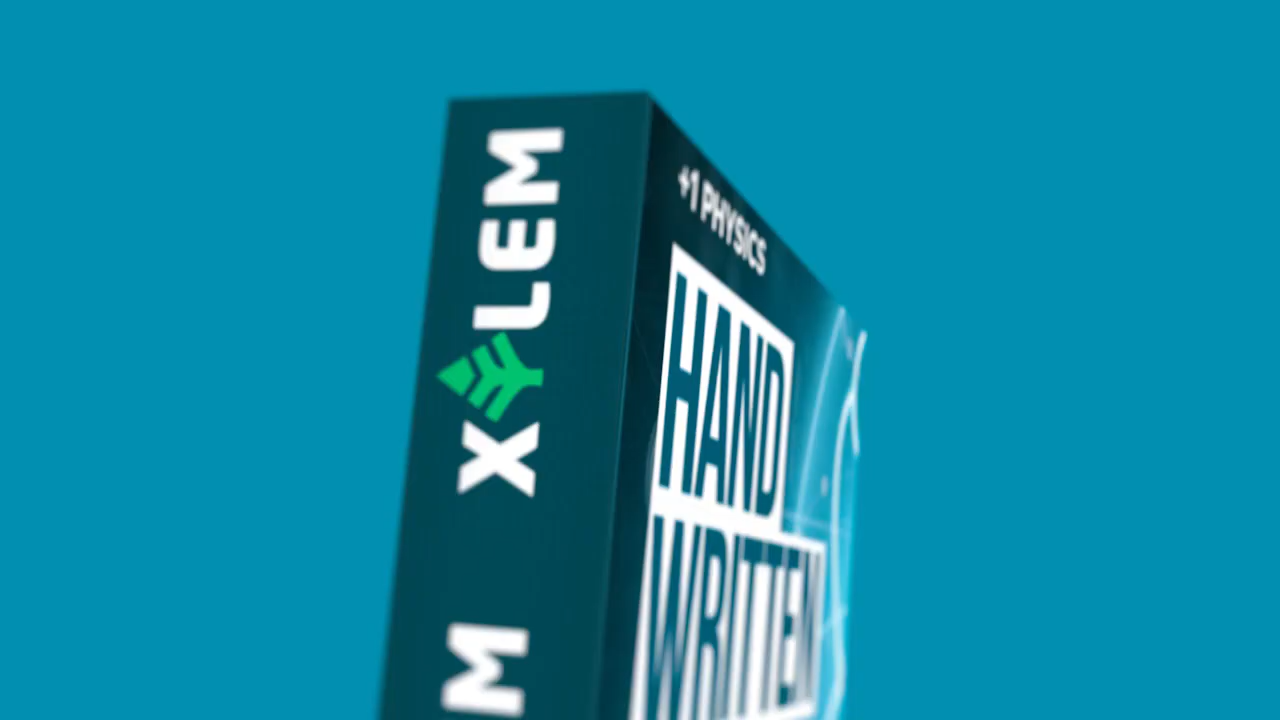 XYLEM
M
+1 PHYSICS
HAND
WRITTEN